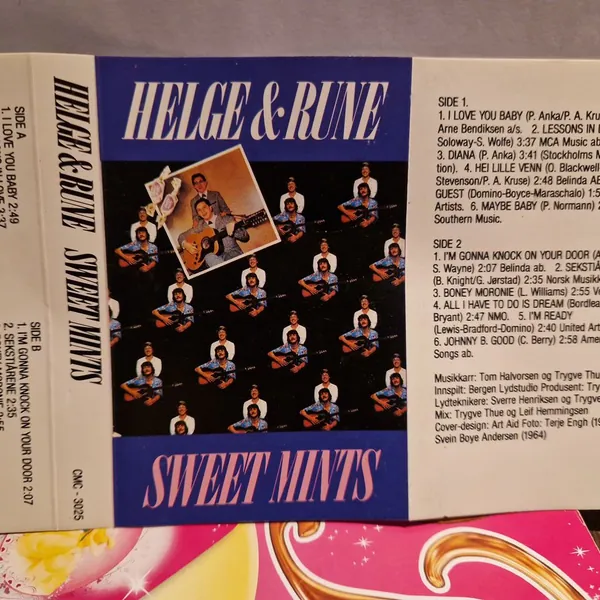 SIDE A
1. I LOVE YOU BABY 2:49
SIDE B
1. I'M GONNA KNOCK ON YOUR DOOR 2:07
2. SEKSTIÅRENE 2:35
HELGE & RUNE SWEET MINTS
CMC - 3025
HELGE & RUNE
SWEET MINTS
SIDE 1.
1. I LOVE YOU BABY (P. Anka/P. A. Kru
Arne Bendiksen a/s. 2. LESSONS IN
Soloway-S. Wolfe) 3:37 MCA Music ab
3. DIANA (P. Anka) 3:41 (Stockholms M
tion). 4. HEI LILLE VENN (O. Blackwell
Stevenson/P. A. Kruse) 2:48 Belinda AB
GUEST (Domino-Boyce-Maraschalo) 1:5
Artists. 6. MAYBE BABY (P. Normann) 2
Southern Music.
SIDE 2
1. I'M GONNA KNOCK ON YOUR DOOR (A
S. Wayne) 2:07 Belinda ab. 2. SEKSTIÅ
(B. Knight/G. Jørstad) 2:35 Norsk Musikk
3. BONEY MORONIE (L. Williams) 2:55 Ve
4. ALL I HAVE TO DO IS DREAM (Bordlea
Bryant) 2:47 NMO. 5. I'M READY
(Lewis-Bradford-Domino) 2:40 United Art
6. JOHNNY B. GOOD (C. Berry) 2:58 Ame
Songs ab.
Musikkarr: Tom Halvorsen og Trygve Thu
Innspilt: Bergen Lydstudio Produsent: Tryg
Lydteknikere: Sverre Henriksen og Trygve
Mix: Trygve Thue og Leif Hemmingsen
Cover-design: Art Aid Foto: Terje Engh (19
Svein Boye Andersen (1964)